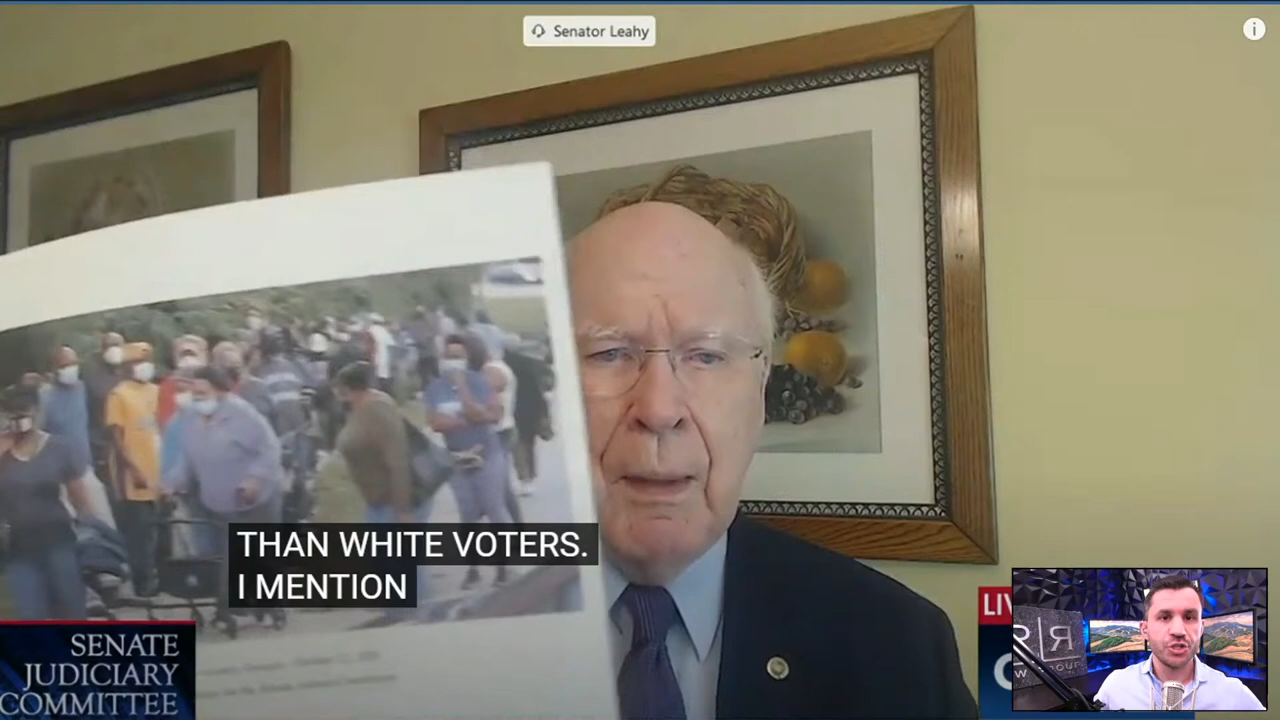 Senator Leahy
THAN WHITE VOTERS.
I MENTION
SENATE
JUDICIARY
COMMITTEE